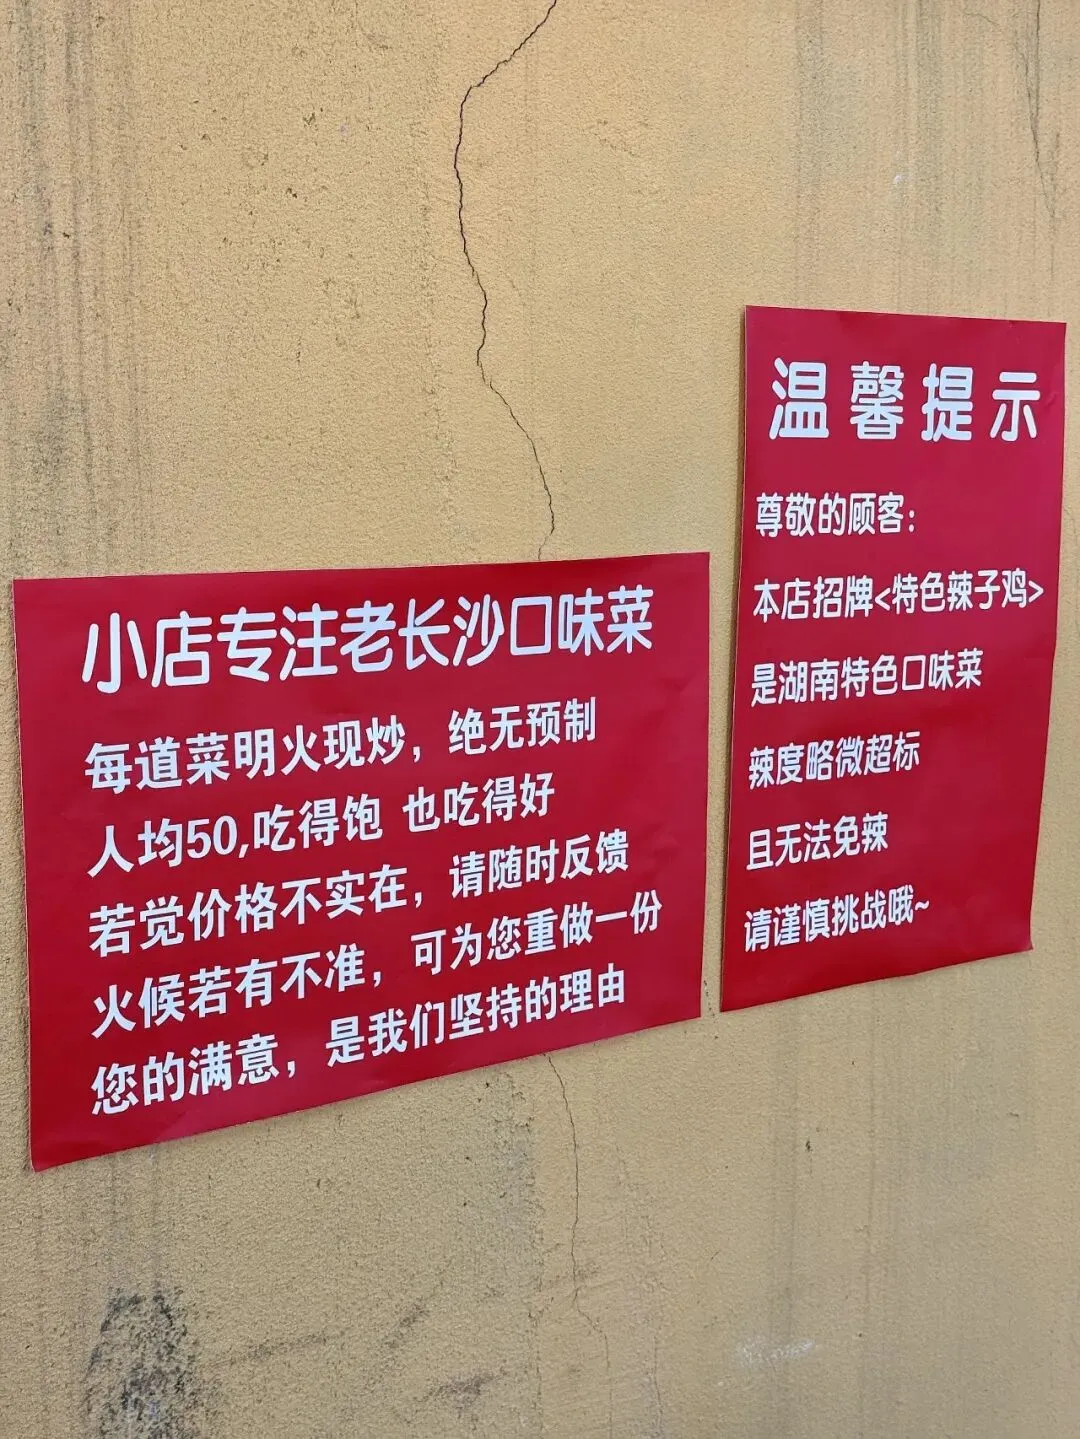 小店专注老长沙口味菜
每道菜明火现炒，绝无预制
人均50,吃得饱 也吃得好
若觉价格不实在，请随时反馈
火候若有不准，可为您重做一份
您的满意，是我们坚持的理由
温馨提示
尊敬的顾客：
本店招牌<特色辣子鸡>
是湖南特色口味菜
辣度略微超标
且无法免辣
请谨慎挑战哦~